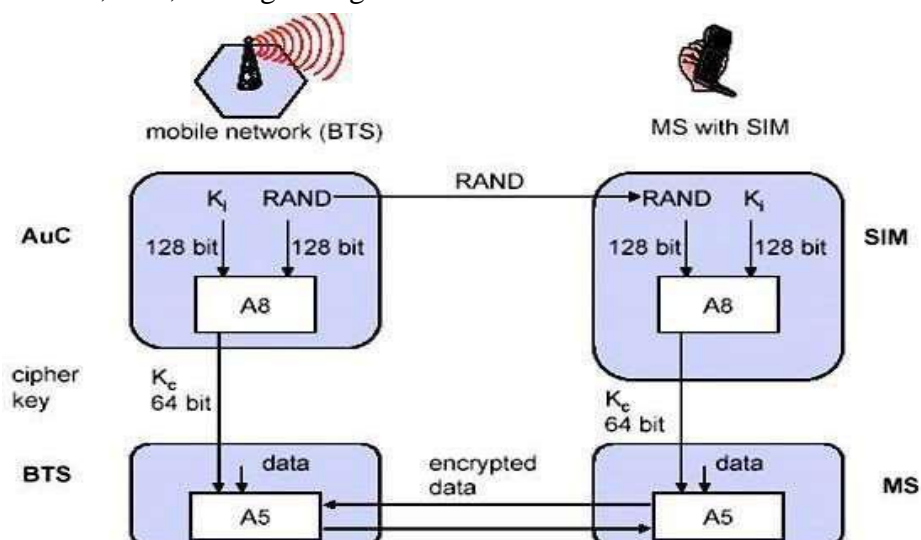 mobile network (BTS)
MS with SIM
RAND
Ki RAND
RAND Ki
AuC
SIM
128 bit 128 bit
128 bit 128 bit
A8
A8
cipher
key
Kc
64 bit
Kc
64 bit
BTS
data
encrypted
data
data
MS
A5
A5